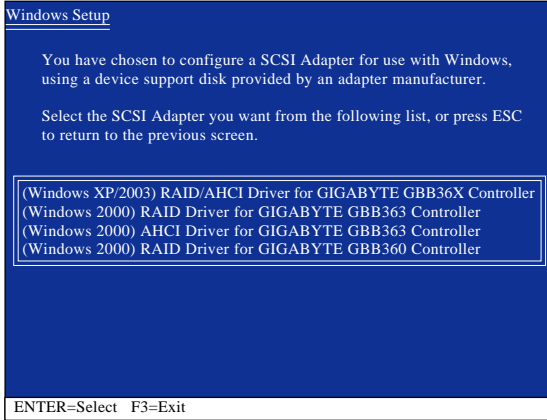 Windows Setup
You have chosen to configure a SCSI Adapter for use with Windows,
using a device support disk provided by an adapter manufacturer.
Select the SCSI Adapter you want from the following list, or press ESC
to return to the previous screen.
(Windows XP/2003) RAID/AHCI Driver for GIGABYTE GBB36X Controller
(Windows 2000) RAID Driver for GIGABYTE GBB363 Controller
(Windows 2000) AHCI Driver for GIGABYTE GBB363 Controller
(Windows 2000) RAID Driver for GIGABYTE GBB360 Controller
ENTER=Select F3=Exit